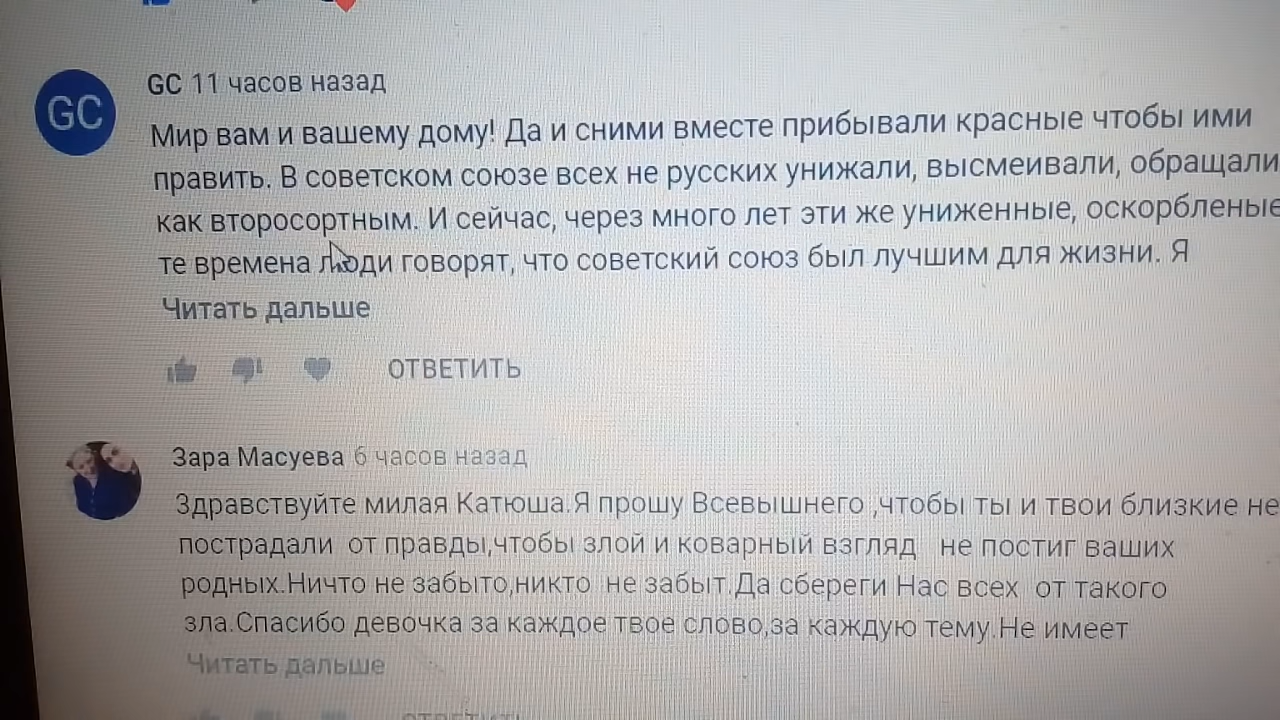 GC
GC 11 часов назад
Мир вам и вашему дому! Да и сними вместе прибывали красные чтобы ими
править. В советском союзе всех не русских унижали, высмеивали, обращали
как второсортным. И сейчас, через много лет эти же униженные, оскорбленые
те времена люди говорят, что советский союз был лучшим для жизни. Я
Читать дальше
ОТВЕТИТЬ
Зара Масуева 6 часов назад
Здравствуйте милая Катюша.Я прошу Всевышнего ,чтобы ты и твои близкие не
пострадали от правды,чтобы злой и коварный взгляд не постиг ваших
родных.Ничто не забыто,никто не забыт.Да сбереги Нас всех от такого
зла.Спасибо девочка за каждое твое слово,за каждую тему.Не имеет
Читать дальше
ОТВЕТИТЬ